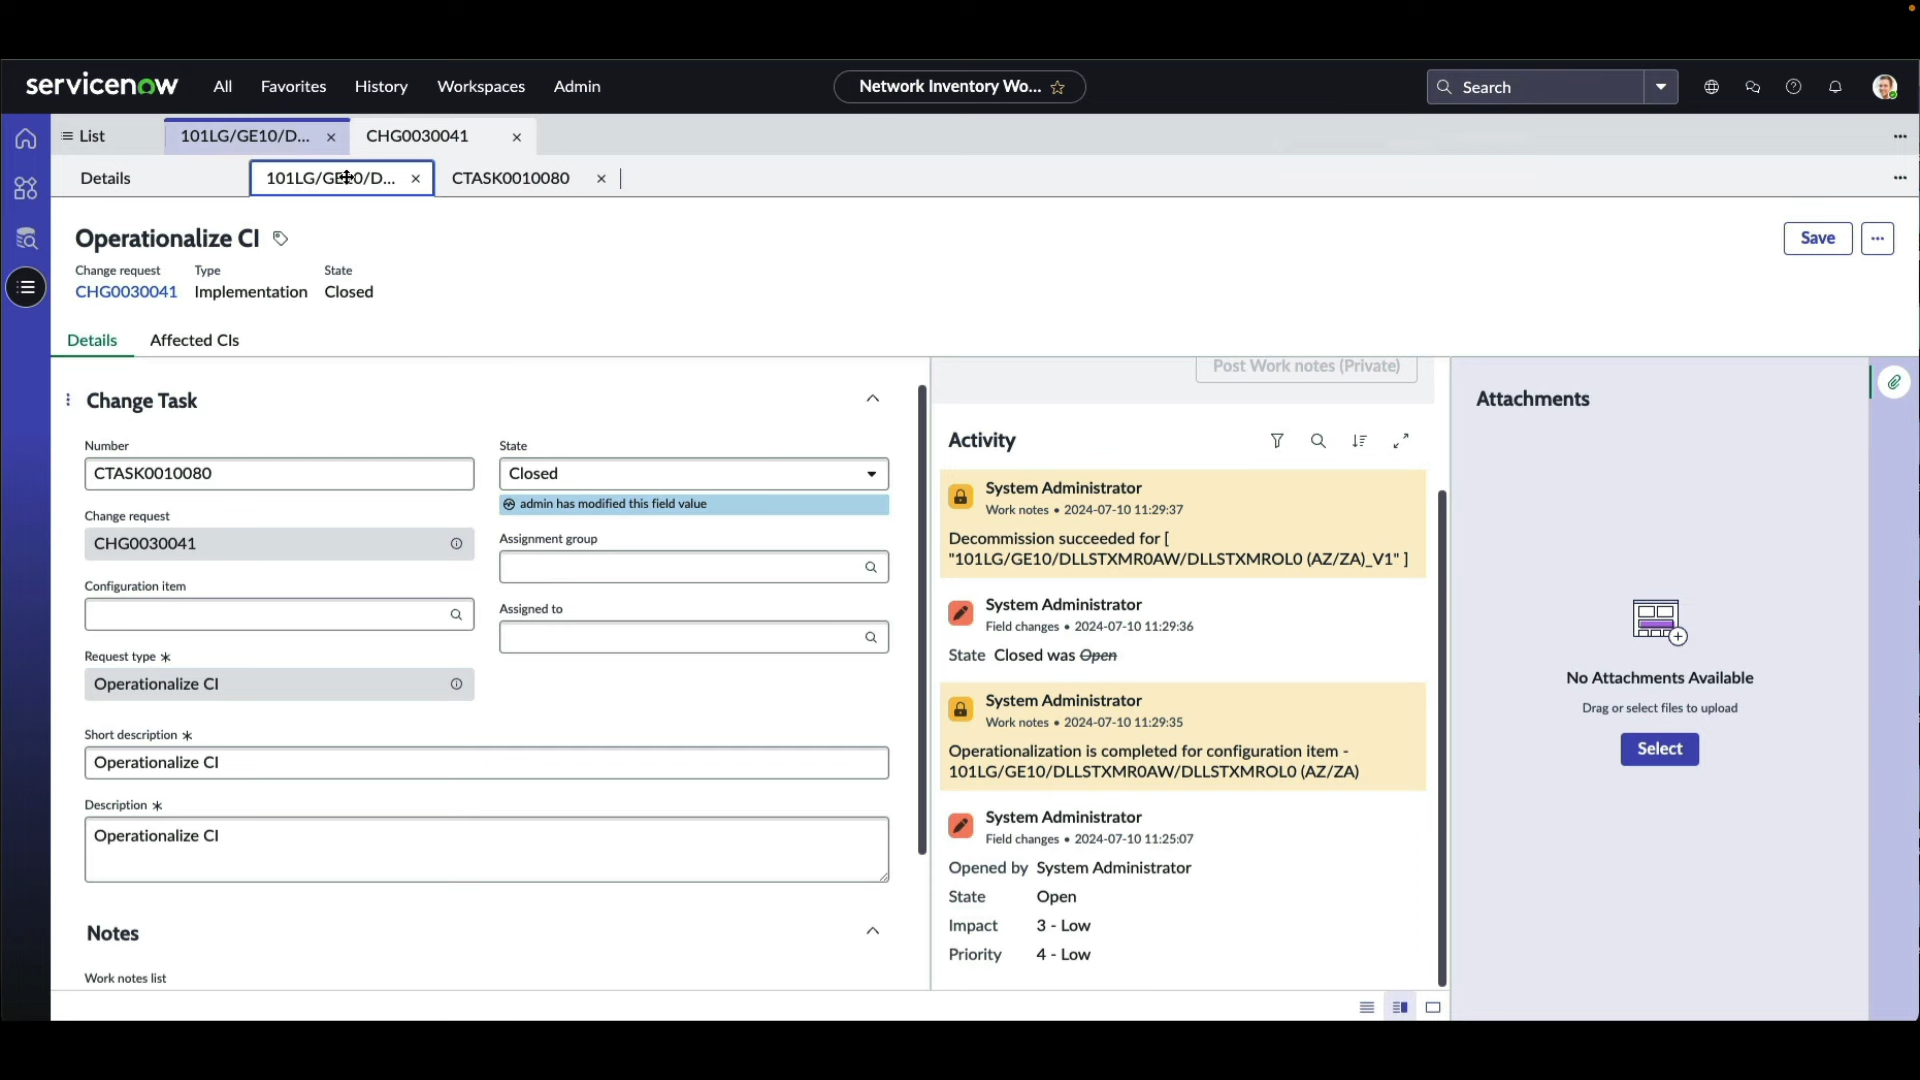 servicenow All Favorites History Workspaces Admin Network Inventory Wo... Search
List 101LG/GE10/D... CHG0030041
Details 101LG/GE10/D... CTASK0010080
Operationalize CI
Save
Change request Type State
CHG0030041 Implementation Closed
Details Affected CIs
Change Task
Number
CTASK0010080
Change request
CHG0030041
Configuration item
Request type *
Operationalize CI
State
Closed
admin has modified this field value
Assignment group
Assigned to
Short description *
Operationalize CI
Description *
Operationalize CI
Notes
Work notes list
Post Work notes (Private)
Activity
System Administrator
Work notes • 2024-07-10 11:29:37
Decommission succeeded for [
"101LG/GE10/DLLSTXMR0AW/DLLSTXMROL0 (AZ/ZA)_V1" ]
System Administrator
Field changes • 2024-07-10 11:29:36
State Closed was Open
System Administrator
Work notes • 2024-07-10 11:29:35
Operationalization is completed for configuration item -
101LG/GE10/DLLSTXMR0AW/DLLSTXMROL0 (AZ/ZA)
System Administrator
Field changes • 2024-07-10 11:25:07
Opened by System Administrator
State Open
Impact 3 - Low
Priority 4 - Low
Attachments
No Attachments Available
Drag or select files to upload
Select